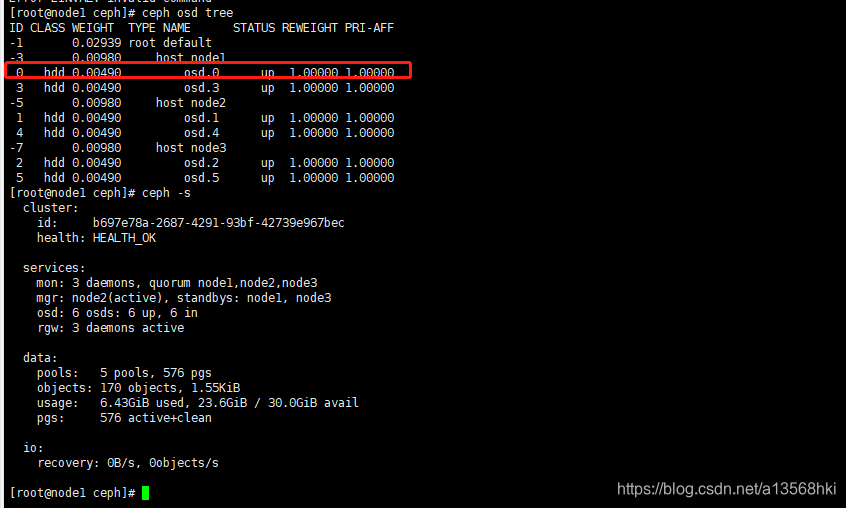 Error EINVAL: invalid command
[root@node1 ceph]# ceph osd tree
ID CLASS WEIGHT  TYPE NAME      STATUS REWEIGHT PRI-AFF
-1       0.02939 root default
-3       0.00980     host node1
 0   hdd 0.00490         osd.0      up  1.00000 1.00000
 3   hdd 0.00490         osd.3      up  1.00000 1.00000
-5       0.00980     host node2
 1   hdd 0.00490         osd.1      up  1.00000 1.00000
 4   hdd 0.00490         osd.4      up  1.00000 1.00000
-7       0.00980     host node3
 2   hdd 0.00490         osd.2      up  1.00000 1.00000
 5   hdd 0.00490         osd.5      up  1.00000 1.00000
[root@node1 ceph]# ceph -s
  cluster:
    id:     b697e78a-2687-4291-93bf-42739e967bec
    health: HEALTH_OK

  services:
    mon: 3 daemons, quorum node1,node2,node3
    mgr: node2(active), standbys: node1, node3
    osd: 6 osds: 6 up, 6 in
    rgw: 3 daemons active

  data:
    pools:   5 pools, 576 pgs
    objects: 170 objects, 1.55KiB
    usage:   6.43GiB used, 23.6GiB / 30.0GiB avail
    pgs:     576 active+clean

  io:
    recovery: 0B/s, 0objects/s

[root@node1 ceph]#
https://blog.csdn.net/a13568hki